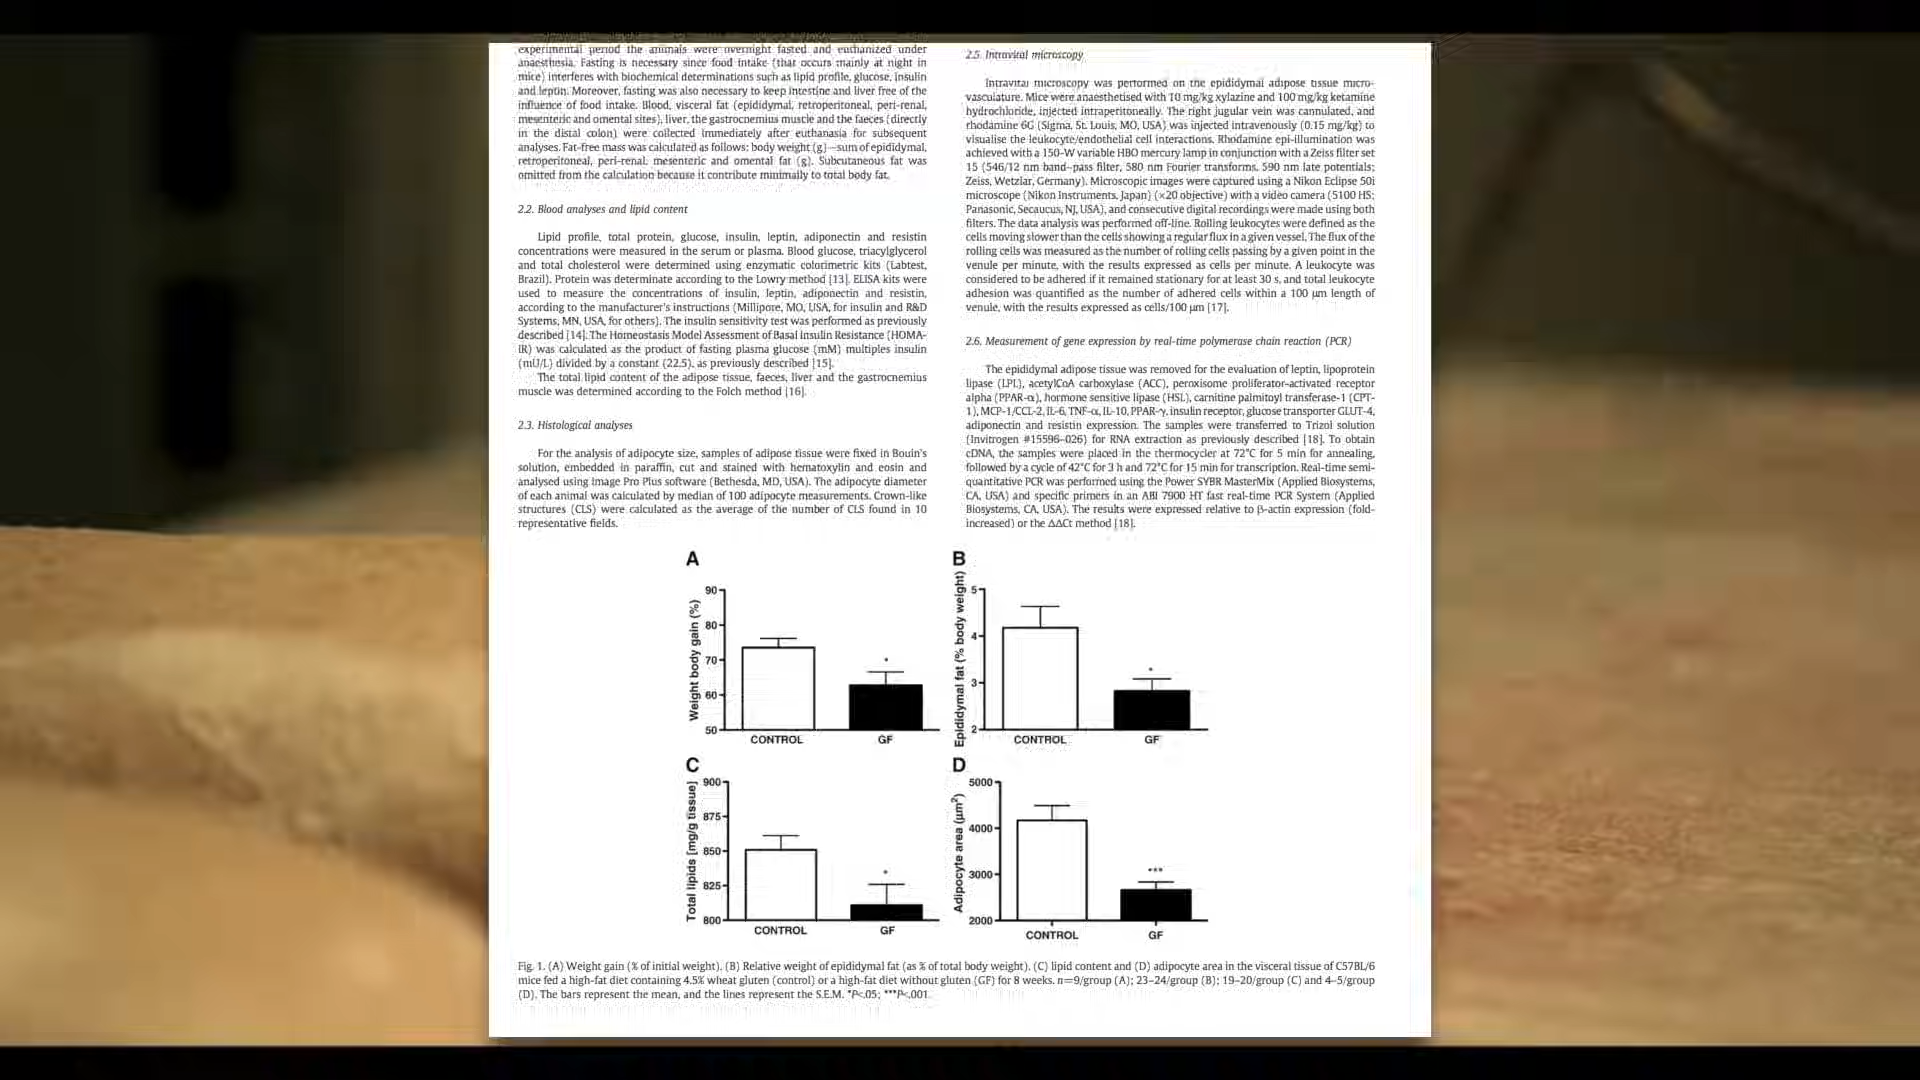 experimental period the animals were overnight fasted and euthanized under
anaesthesia. Fasting is necessary since food intake (that occurs mainly at night in
mice) interferes with biochemical determinations such as lipid profile, glucose, insulin
and leptin. Moreover, fasting was also necessary to keep intestine and liver free of the
influence of food intake. Blood, visceral fat (epididymal, retroperitoneal, peri-renal,
mesenteric and omental sites), liver, the gastrocnemius muscle and the faeces (directly
in the distal colon) were collected immediately after euthanasia for subsequent
analyses. Fat-free mass was calculated as follows: body weight (g)—sum of epididymal,
retroperitoneal, peri-renal, mesenteric and omental fat (g). Subcutaneous fat was
omitted from the calculation because it contribute minimally to total body fat.
2.2. Blood analyses and lipid content
Lipid profile, total protein, glucose, insulin, leptin, adiponectin and resistin
concentrations were measured in the serum or plasma. Blood glucose, triacylglycerol
and total cholesterol were determined using enzymatic colorimetric kits (Labtest,
Brazil). Protein was determinate according to the Lowry method [13]. ELISA kits were
used to measure the concentrations of insulin, leptin, adiponectin and resistin,
according to the manufacturer's instructions (Millipore, MO, USA, for insulin and R&D
Systems, MN, USA, for others). The insulin sensitivity test was performed as previously
described [14]. The Homeostasis Model Assessment of Basal Insulin Resistance (HOMA-
IR) was calculated as the product of fasting plasma glucose (mM) multiples insulin
(mU/L) divided by a constant (22.5), as previously described [15].
The total lipid content of the adipose tissue, faeces, liver and the gastrocnemius
muscle was determined according to the Folch method [16].
2.3. Histological analyses
For the analysis of adipocyte size, samples of adipose tissue were fixed in Bouin's
solution, embedded in paraffin, cut and stained with hematoxylin and eosin and
analysed using Image Pro Plus software (Bethesda, MD, USA). The adipocyte diameter
of each animal was calculated by median of 100 adipocyte measurements. Crown-like
structures (CLS) were calculated as the average of the number of CLS found in 10
representative fields.
2.5. Intravital microscopy
Intravital microscopy was performed on the epididymal adipose tissue micro-
vasculature. Mice were anaesthetised with 10 mg/kg xylazine and 100 mg/kg ketamine
hydrochloride, injected intraperitoneally. The right jugular vein was cannulated, and
rhodamine 6G (Sigma, St. Louis, MO, USA) was injected intravenously (0.15 mg/kg) to
visualise the leukocyte/endothelial cell interactions. Rhodamine epi-illumination was
achieved with a 150-W variable HBO mercury lamp in conjunction with a Zeiss filter set
15 (546/12 nm band–pass filter, 580 nm Fourier transforms, 590 nm late potentials;
Zeiss, Wetzlar, Germany). Microscopic images were captured using a Nikon Eclipse 50i
microscope (Nikon Instruments, Japan) (×20 objective) with a video camera (5100 HS;
Panasonic, Secaucus, NJ, USA), and consecutive digital recordings were made using both
filters. The data analysis was performed off-line. Rolling leukocytes were defined as the
cells moving slower than the cells showing a regular flux in a given vessel. The flux of the
rolling cells was measured as the number of rolling cells passing by a given point in the
venule per minute, with the results expressed as cells per minute. A leukocyte was
considered to be adhered if it remained stationary for at least 30 s, and total leukocyte
adhesion was quantified as the number of adhered cells within a 100 μm length of
venule, with the results expressed as cells/100 μm [17].
2.6. Measurement of gene expression by real-time polymerase chain reaction (PCR)
The epididymal adipose tissue was removed for the evaluation of leptin, lipoprotein
lipase (LPL), acetylCoA carboxylase (ACC), peroxisome proliferator-activated receptor
alpha (PPAR-α), hormone sensitive lipase (HSL), carnitine palmitoyl transferase-1 (CPT-
1), MCP-1/CCL-2, IL-6, TNF-α, IL-10, PPAR-γ, insulin receptor, glucose transporter GLUT-4,
adiponectin and resistin expression. The samples were transferred to Trizol solution
(Invitrogen #15596–026) for RNA extraction as previously described [18]. To obtain
cDNA, the samples were placed in the thermocycler at 72°C for 5 min for annealing,
followed by a cycle of 42°C for 3 h and 72°C for 15 min for transcription. Real-time semi-
quantitative PCR was performed using the Power SYBR MasterMix (Applied Biosystems,
CA, USA) and specific primers in an ABI 7900 HT fast real-time PCR System (Applied
Biosystems, CA, USA). The results were expressed relative to β-actin expression (fold-
increased) or the ΔΔCt method [18].
A
Weight body gain (%)
90
80
70
60
50
*
CONTROL GF
B
Epididymal fat (% body weight)
5
4
3
2
*
CONTROL GF
C
Total lipids [mg/g tissue]
900
875
850
825
800
*
CONTROL GF
D
Adipocyte area (μm²)
5000
4000
3000
2000
***
CONTROL GF
Fig. 1. (A) Weight gain (% of initial weight). (B) Relative weight of epididymal fat (as % of total body weight). (C) lipid content and (D) adipocyte area in the visceral tissue of C57BL/6
mice fed a high-fat diet containing 4.5% wheat gluten (control) or a high-fat diet without gluten (GF) for 8 weeks. n=9/group (A); 23–24/group (B); 19–20/group (C) and 4–5/group
(D). The bars represent the mean, and the lines represent the S.E.M. *P<.05; ***P<.001.